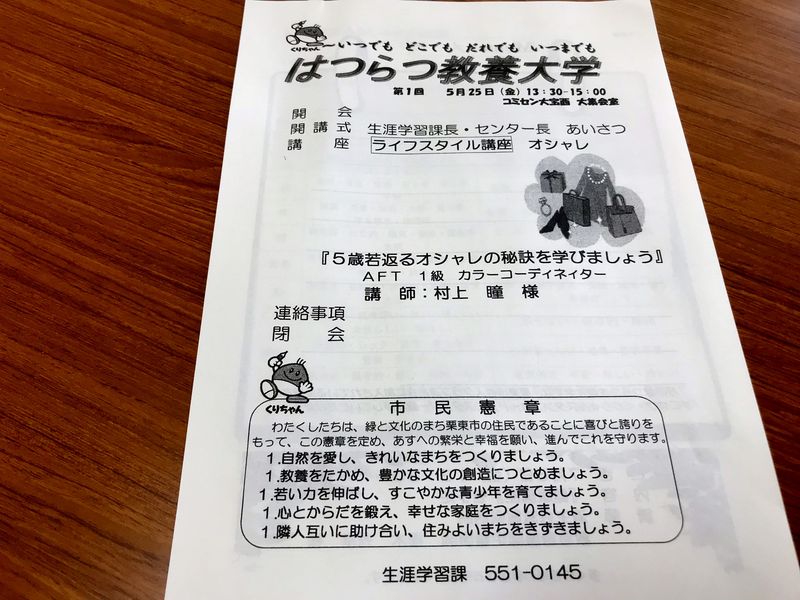 くりちゃん
～いつでも どこでも だれでも いつまでも
はつらつ教養大学
第1回 5月25日（金）13：30-15：00
コミセン大宝西 大集会室
開 会
開講式 生涯学習課長・センター長 あいさつ
講 座 ライフスタイル講座 オシャレ
『5歳若返るオシャレの秘訣を学びましょう』
AFT 1級 カラーコーディネイター
講 師：村上 瞳 様
連絡事項
閉 会
くりちゃん
市民憲章
わたくしたちは、緑と文化のまち栗東市の住民であることに喜びと誇りを
もって、この憲章を定め、あすへの繁栄と幸福を願い、進んでこれを守ります。
1.自然を愛し、きれいなまちをつくりましょう。
1.教養をたかめ、豊かな文化の創造につとめましょう。
1.若い力を伸ばし、すこやかな青少年を育てましょう。
1.心とからだを鍛え、幸せな家庭をつくりましょう。
1.隣人互いに助け合い、住みよいまちをきずきましょう。
生涯学習課 551-0145